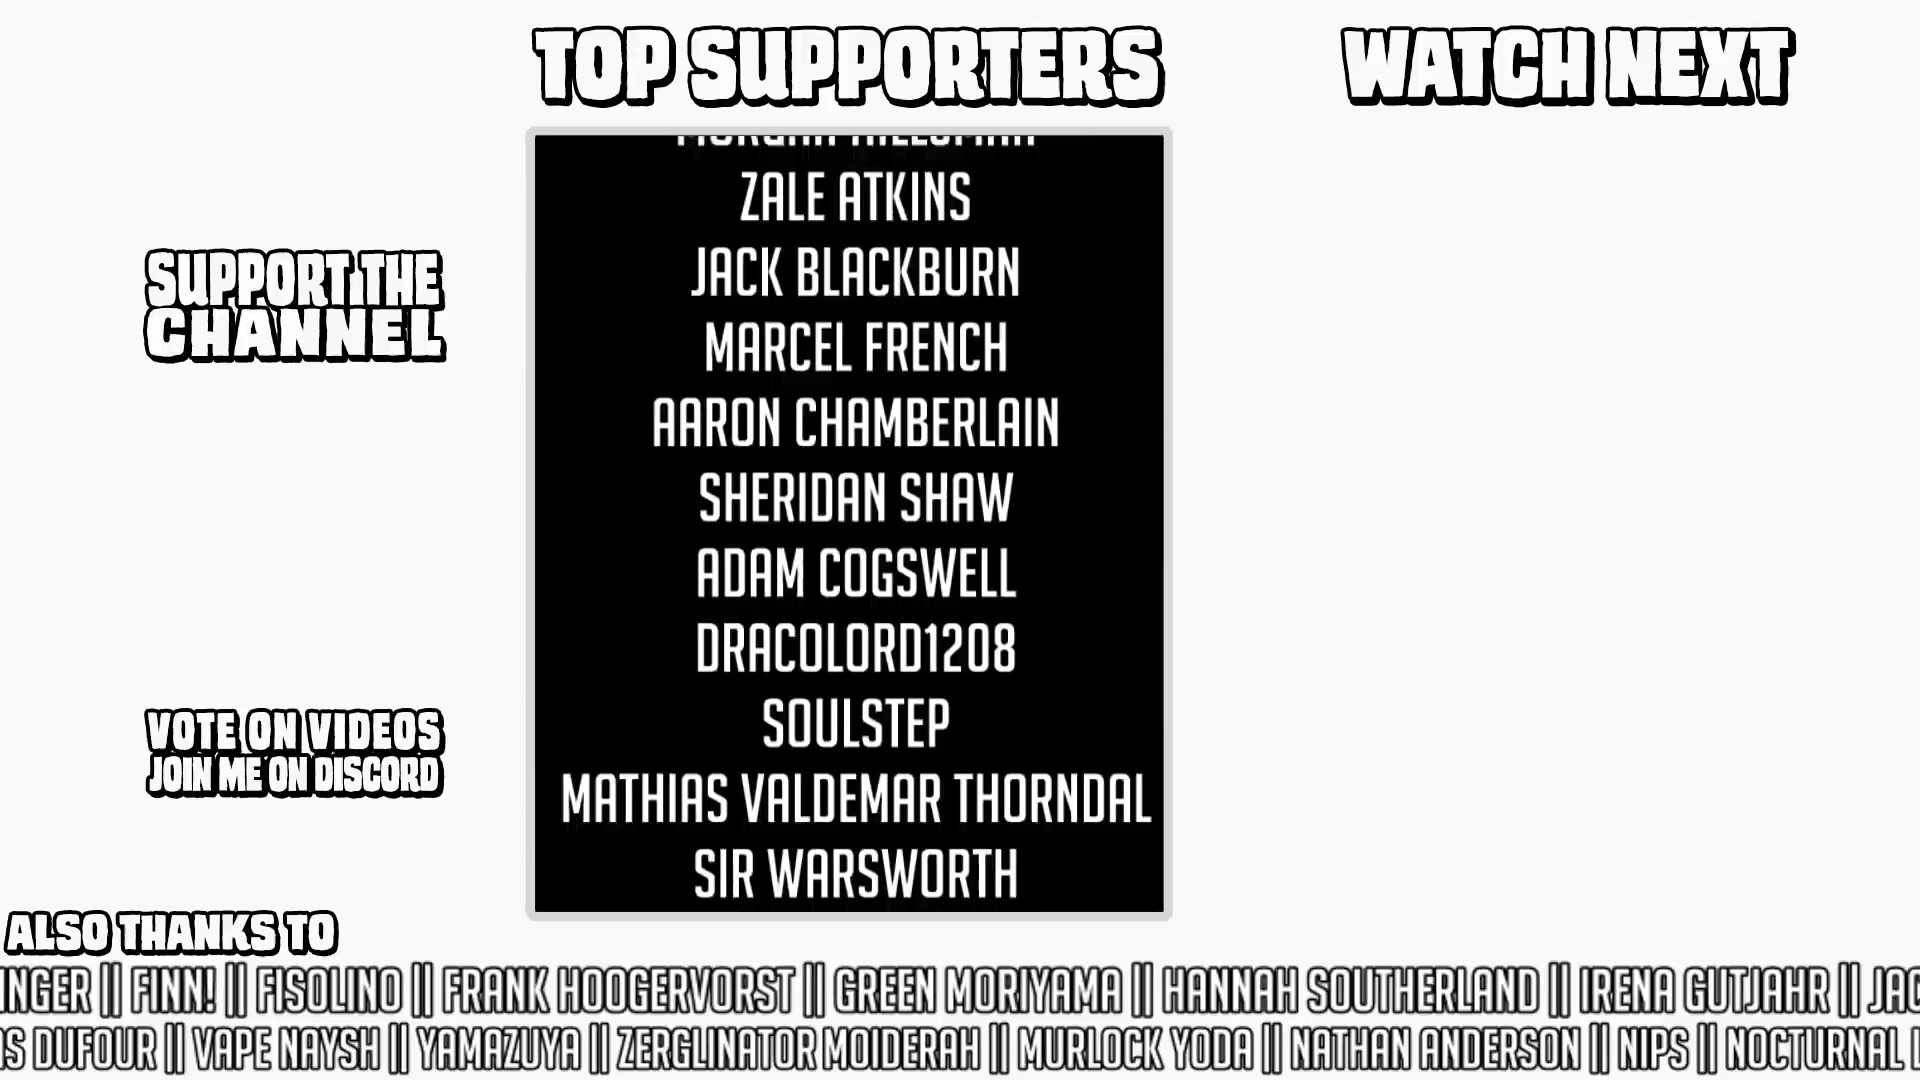 TOP SUPPORTERS
WATCH NEXT
ZALE ATKINS
JACK BLACKBURN
MARCEL FRENCH
AARON CHAMBERLAIN
SHERIDAN SHAW
ADAM COGSWELL
DRACOLORD1208
SOULSTEP
MATHIAS VALDEMAR THORNDAL
SIR WARSWORTH
SUPPORT THE
CHANNEL
VOTE ON VIDEOS
JOIN ME ON DISCORD
ALSO THANKS TO
INGER || FINN! || FISOLINO || FRANK HOOGERVORST || GREEN MORIYAMA || HANNAH SOUTHERLAND || IRENA GUTJAHR || JAC
S DUFOUR || VAPE NAYSH || YAMAZUYA || ZERGLINATOR MOIDERAH || MURLOCK YODA || NATHAN ANDERSON || NIPS || NOCTURNAL